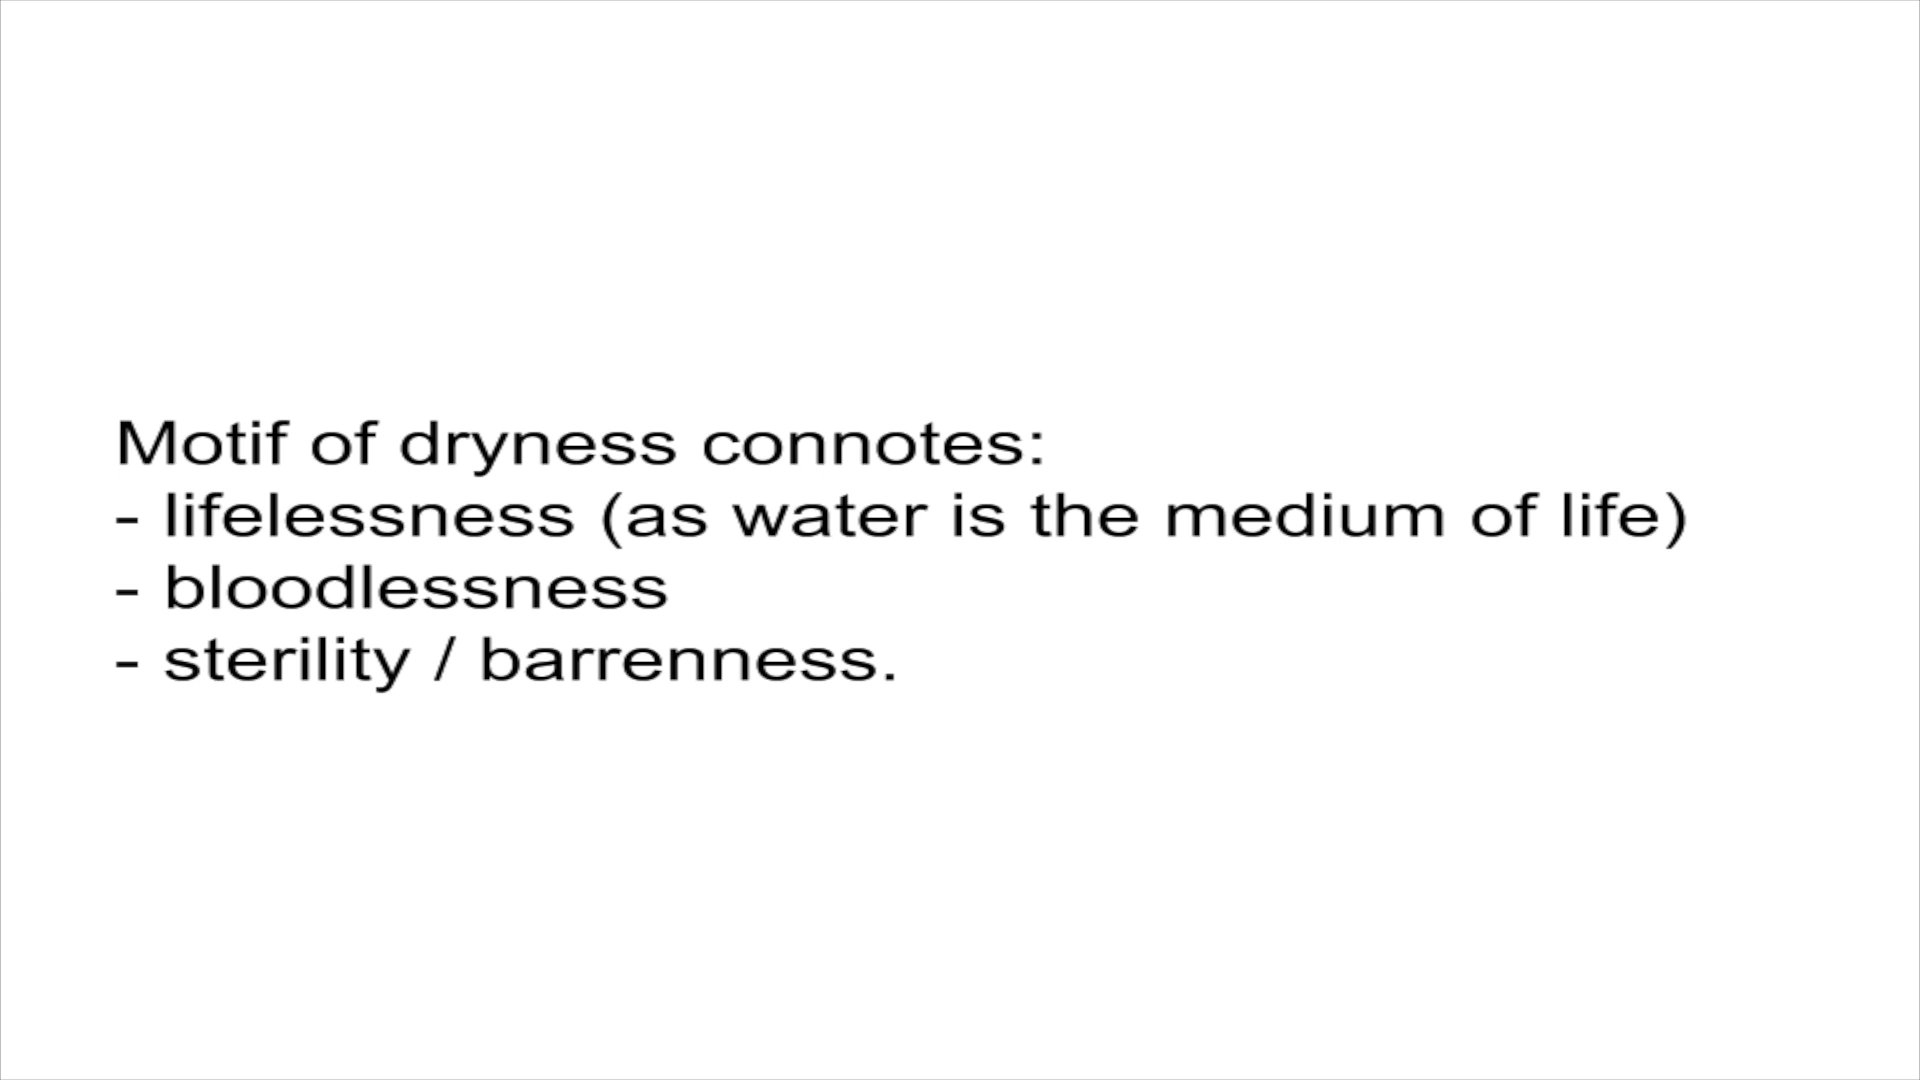 Motif of dryness connotes:
- lifelessness (as water is the medium of life)
- bloodlessness
- sterility / barrenness.